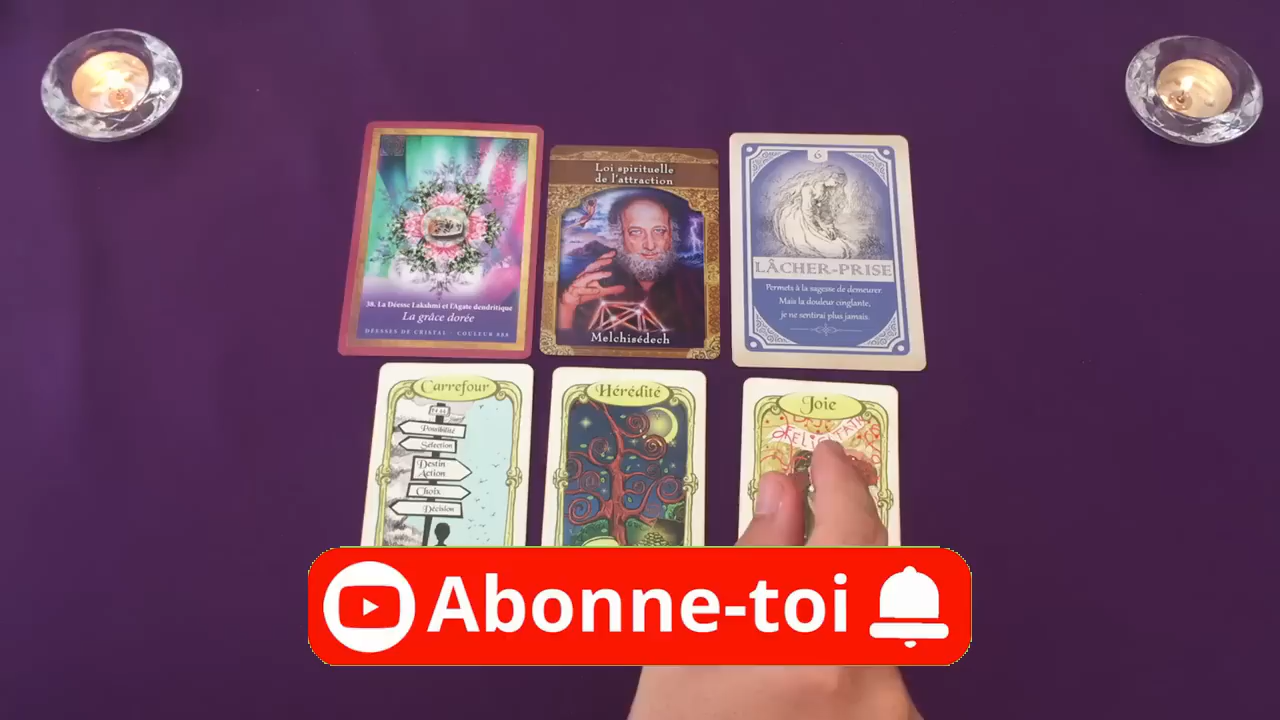 38. La Déesse Lakshmi et l'Agate dendritique
La grâce dorée
DÉESSES DE CRISTAL - COULEUR 888
Loi spirituelle
de l'attraction
Melchisédech
6
LÂCHER-PRISE
Permets à la sagesse de demeurer
Mais la douleur cinglante,
je ne sentirai plus jamais.
Carrefour
Possibilité
Sélection
Destin
Action
Choix
Décision
Hérédité
Joie
Abonne-toi